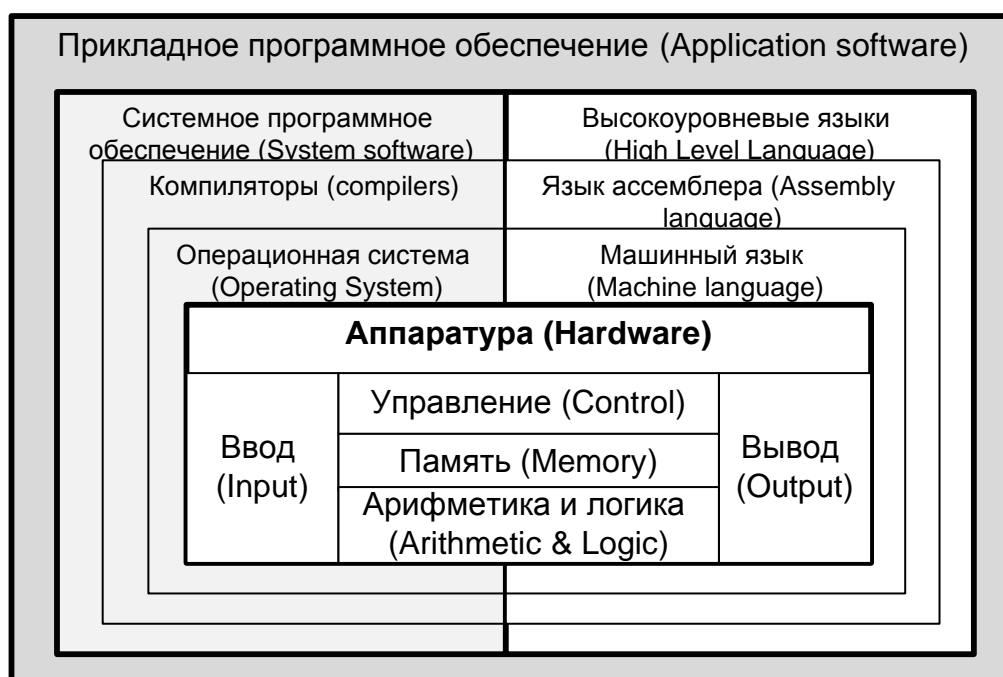 Прикладное программное обеспечение (Application software)
Системное программное
обеспечение (System software)
Высокоуровневые языки
(High Level Language)
Компиляторы (compilers)
Язык ассемблера (Assembly
language)
Операционная система
(Operating System)
Машинный язык
(Machine language)
Аппаратура (Hardware)
Ввод
(Input)
Управление (Control)
Память (Memory)
Арифметика и логика
(Arithmetic & Logic)
Вывод
(Output)